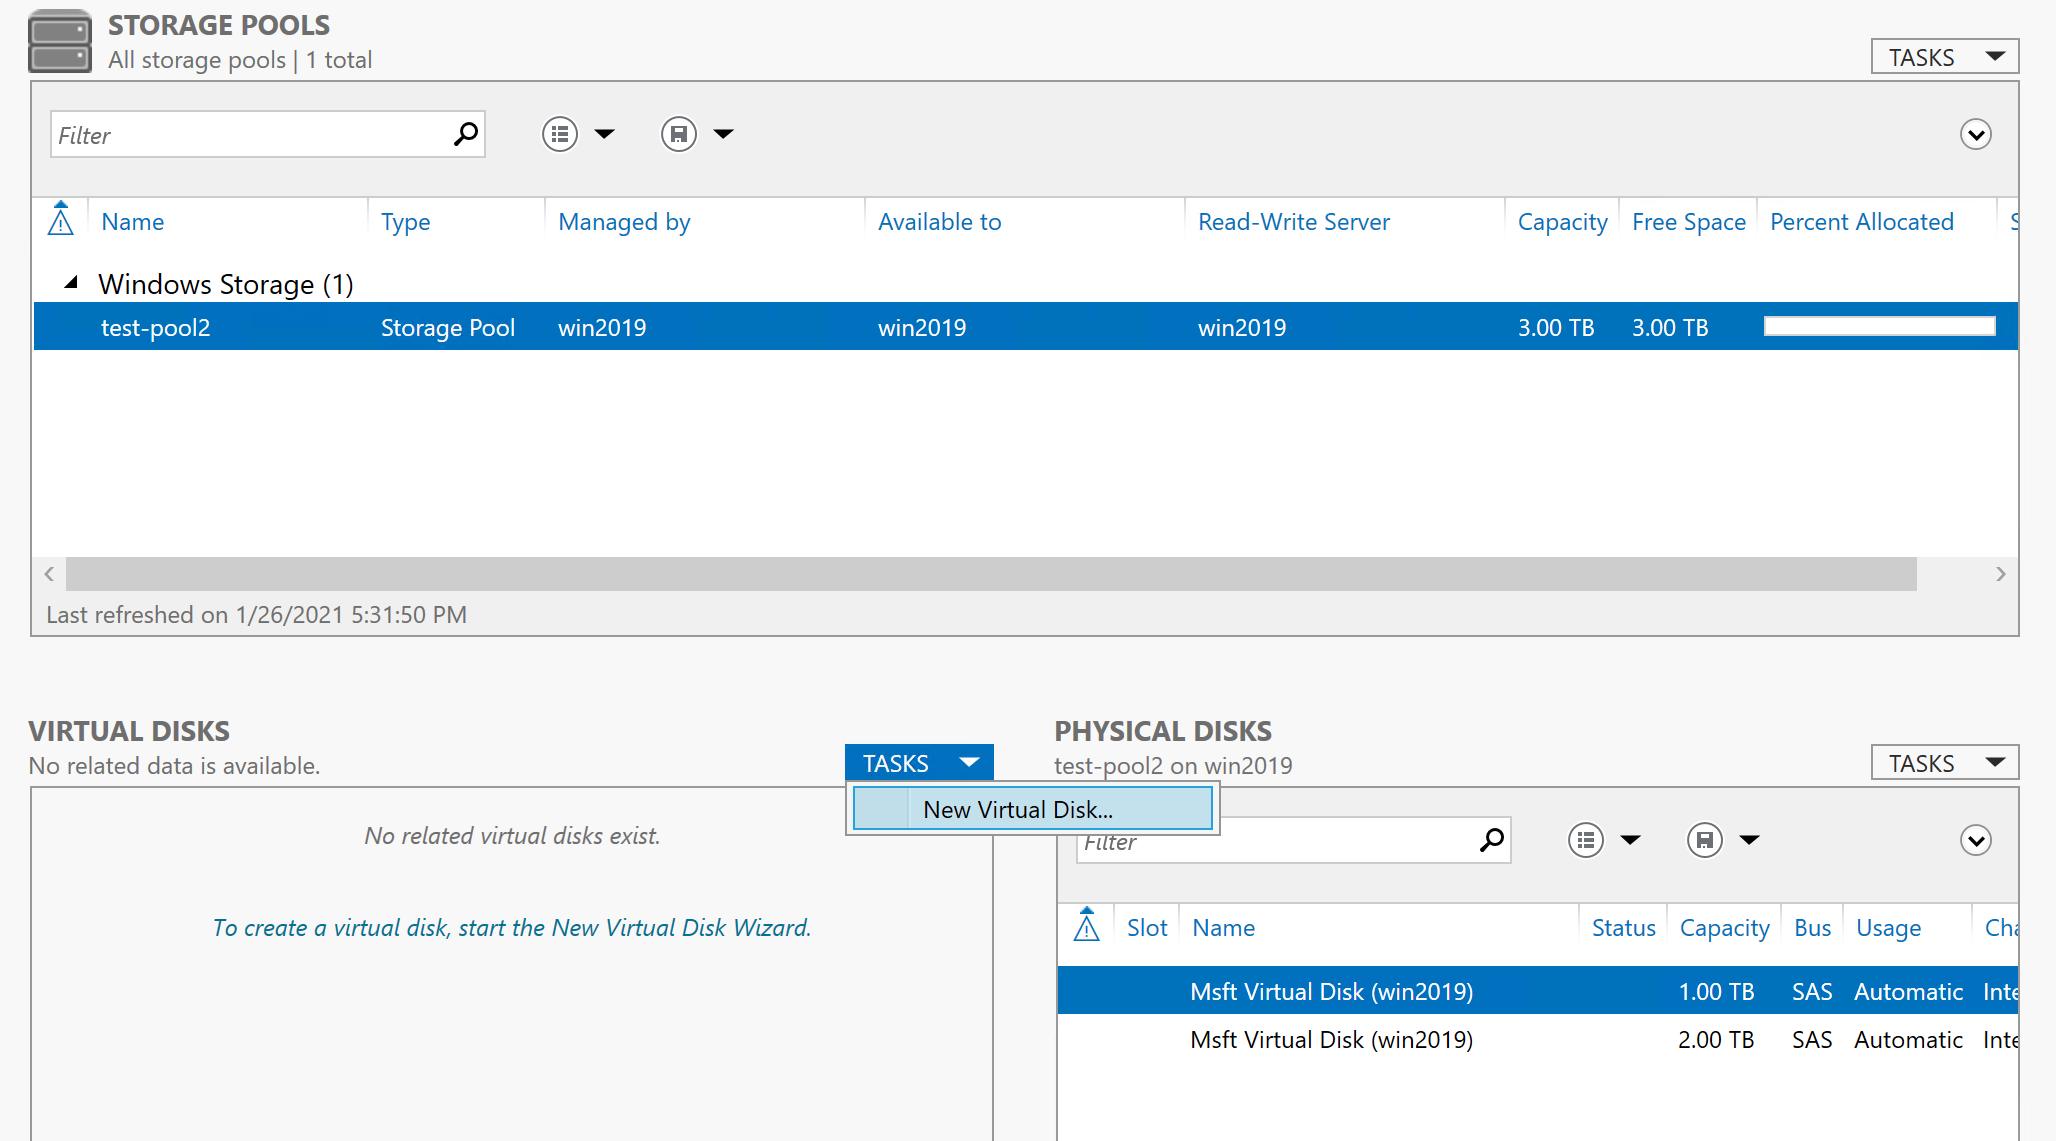 STORAGE POOLS
All storage pools | 1 total
TASKS
Filter
Name Type Managed by Available to Read-Write Server Capacity Free Space Percent Allocated S
Windows Storage (1)
test-pool2 Storage Pool win2019 win2019 win2019 3.00 TB 3.00 TB
Last refreshed on 1/26/2021 5:31:50 PM
VIRTUAL DISKS
No related data is available.
TASKS
New Virtual Disk...
No related virtual disks exist.
To create a virtual disk, start the New Virtual Disk Wizard.
PHYSICAL DISKS
test-pool2 on win2019
TASKS
Filter
Slot Name Status Capacity Bus Usage Cha
Msft Virtual Disk (win2019) 1.00 TB SAS Automatic Inte
Msft Virtual Disk (win2019) 2.00 TB SAS Automatic Inte